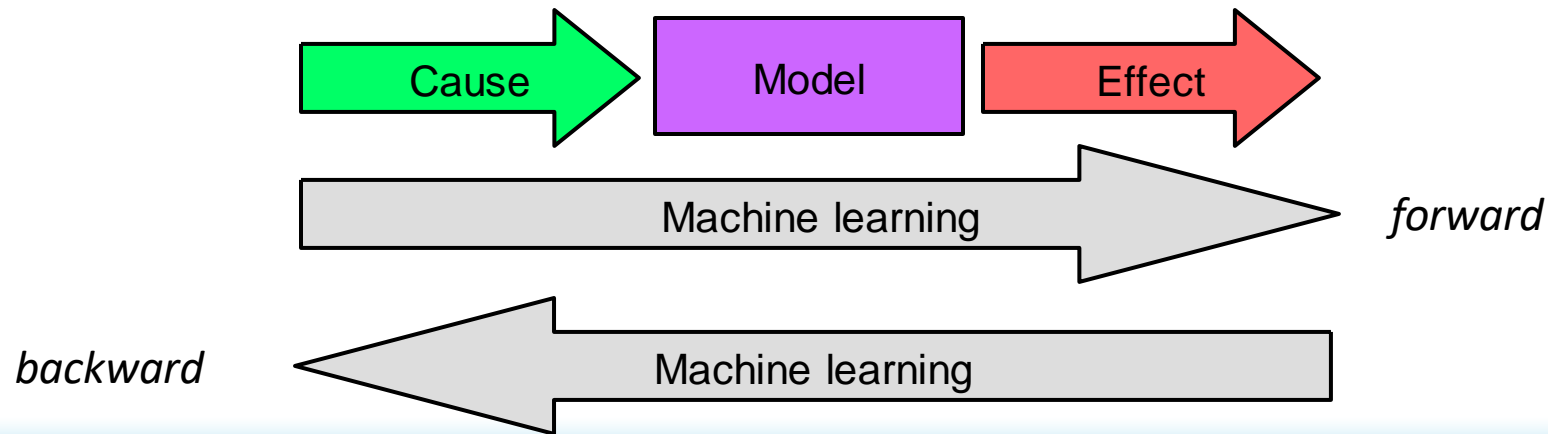 Cause
Model
Effect
Machine learning
forward
backward
Machine learning